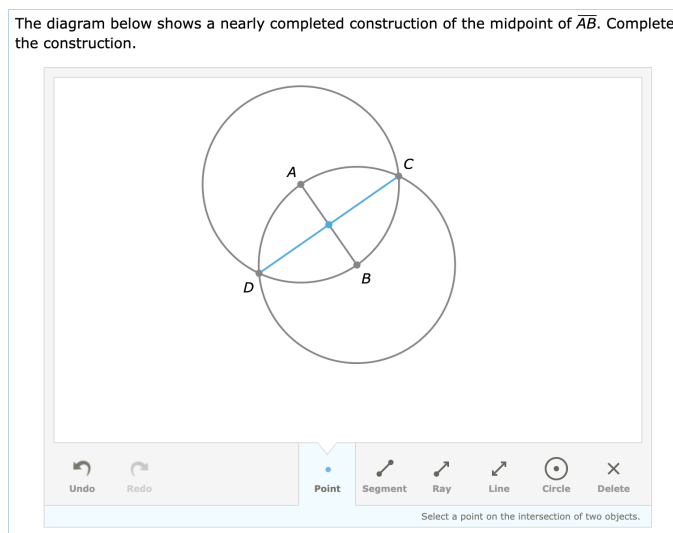 The diagram below shows a nearly completed construction of the midpoint of AB. Complete
the construction.
A
C
B
D
Undo
Redo
Point
Segment
Ray
Line
Circle
Delete
Select a point on the intersection of two objects.